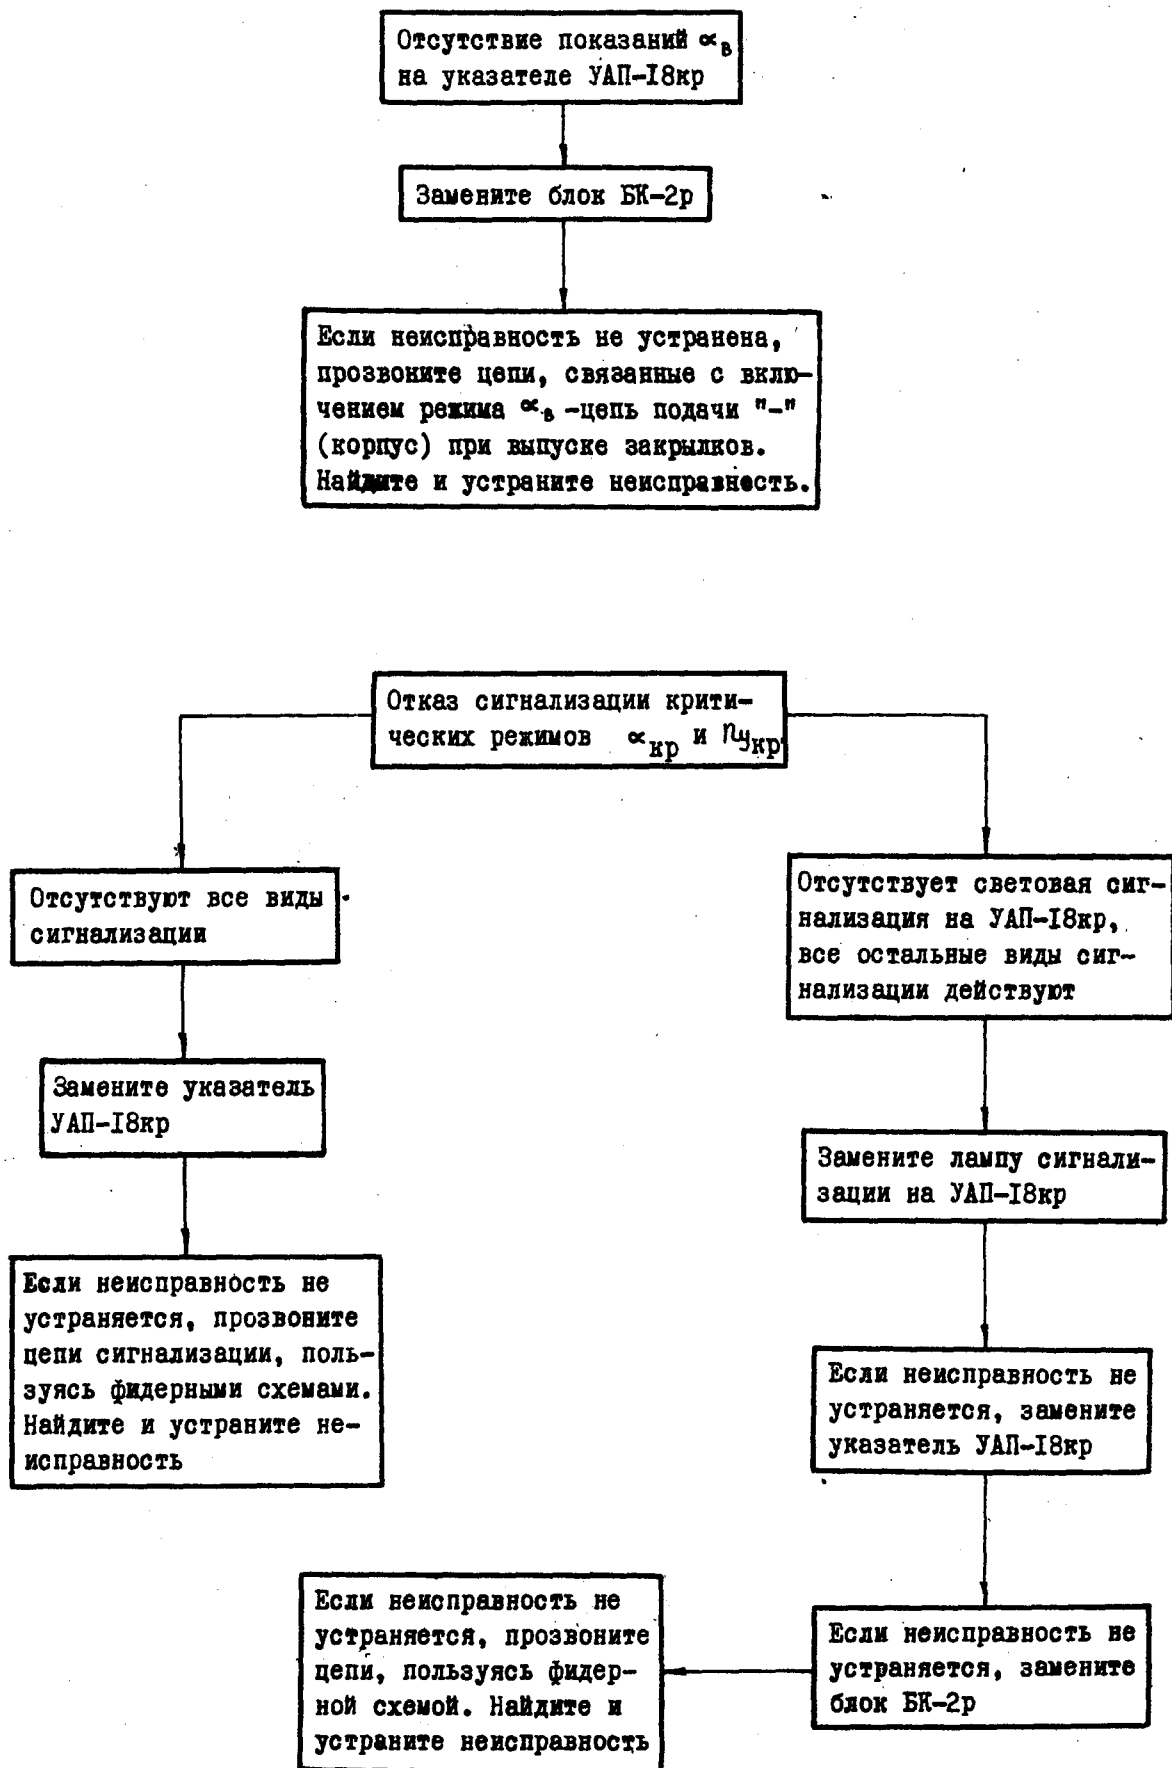 Отсутствие показаний ∝в
на указателе УАП-I8кр
Замените блок БК-2р
Если неисправность не устранена,
прозвоните цепи, связанные с вклю-
чением режима ∝в -цепь подачи "-"
(корпус) при выпуске закрылков.
Найдите и устраните неисправность.
Отказ сигнализации крити-
ческих режимов ∝кр и nyкр.
Отсутствуют все виды
сигнализации
Замените указатель
УАП-I8кр
Если неисправность не
устраняется, прозвоните
цепи сигнализации, поль-
зуясь фидерными схемами.
Найдите и устраните не-
исправность
Отсутствует световая сиг-
нализация на УАП-I8кр,
все остальные виды сиг-
нализации действуют
Замените лампу сигнали-
зации на УАП-I8кр
Если неисправность не
устраняется, замените
указатель УАП-I8кр
Если неисправность не
устраняется, замените
блок БК-2р
Если неисправность не
устраняется, прозвоните
цепи, пользуясь фидер-
ной схемой. Найдите и
устраните неисправность